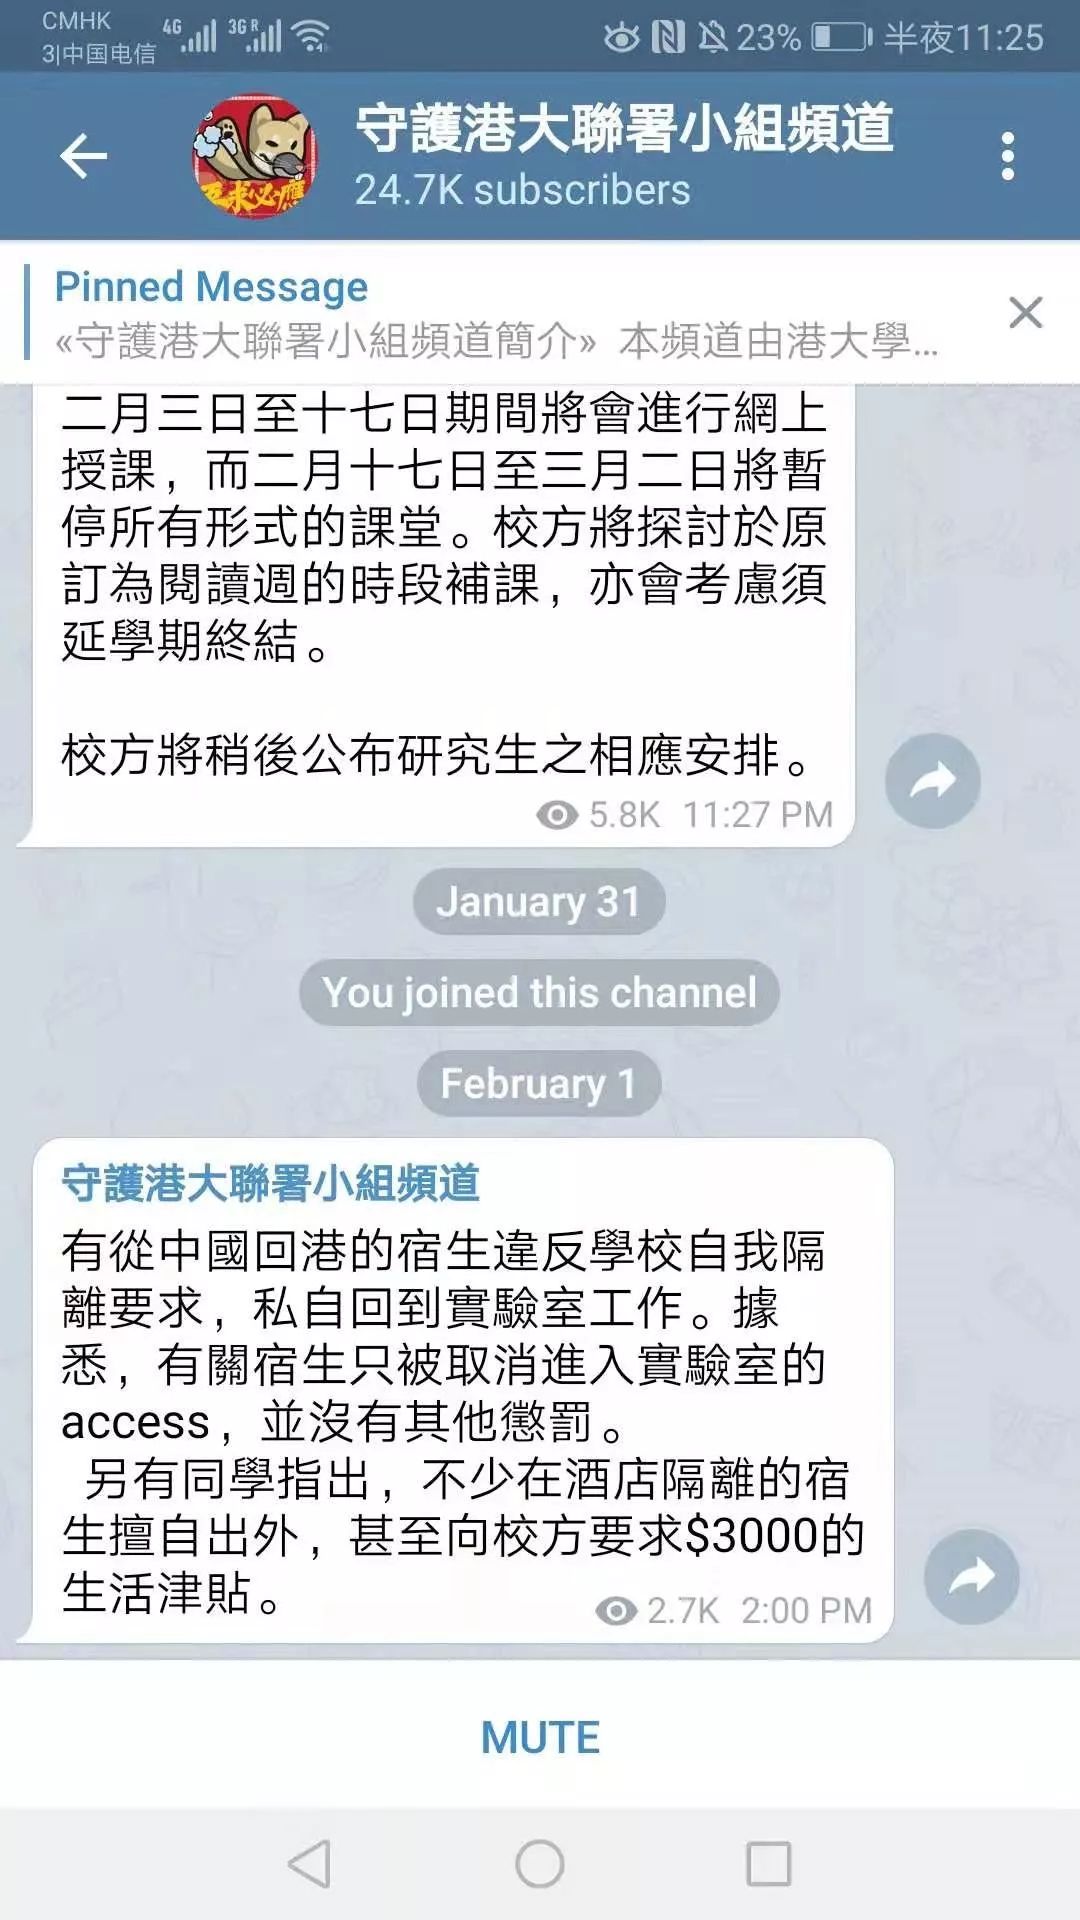 CMHK
3|中国电信
4G
3G R
23%
半夜11:25
守護港大聯署小組頻道
24.7K subscribers
Pinned Message
«守護港大聯署小組頻道簡介» 本頻道由港大學...
二月三日至十七日期間將會進行網上
授課，而二月十七日至三月二日將暫
停所有形式的課堂。校方將探討於原
訂為閱讀週的時段補課，亦會考慮須
延學期終結。
校方將稍後公布研究生之相應安排。
5.8K 11:27 PM
January 31
You joined this channel
February 1
守護港大聯署小組頻道
有從中國回港的宿生違反學校自我隔
離要求，私自回到實驗室工作。據
悉，有關宿生只被取消進入實驗室的
access，並沒有其他懲罰。
另有同學指出，不少在酒店隔離的宿
生擅自出外，甚至向校方要求$3000的
生活津貼。
2.7K 2:00 PM
MUTE